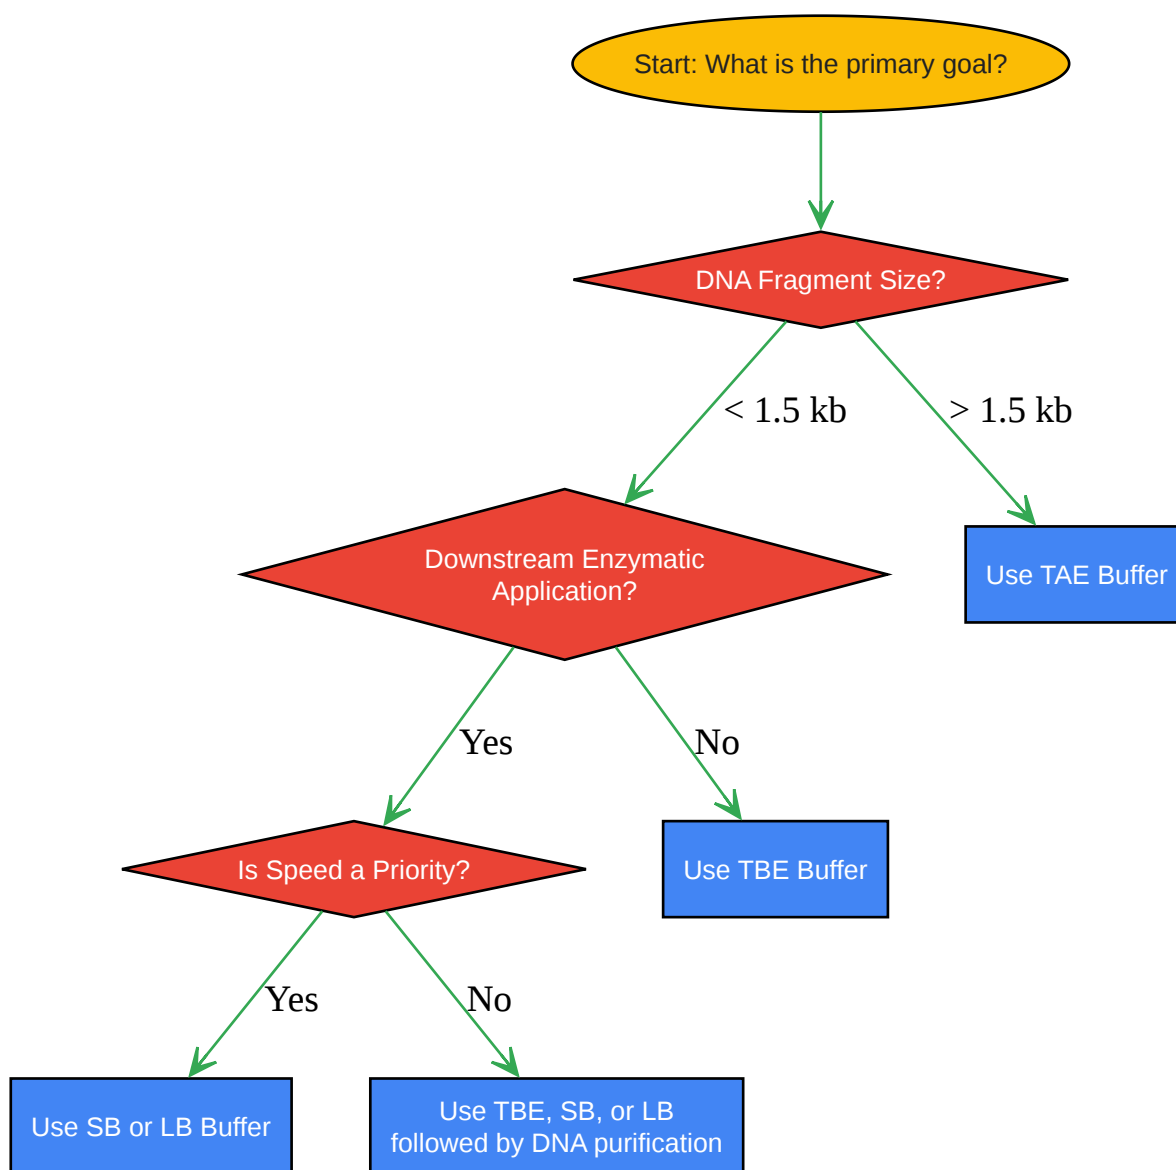 Start: What is the primary goal?
DNA Fragment Size?
< 1.5 kb
> 1.5 kb
Downstream Enzymatic
Application?
Use TAE Buffer
Yes
No
Is Speed a Priority?
Use TBE Buffer
Yes
No
Use SB or LB Buffer
Use TBE, SB, or LB
followed by DNA purification